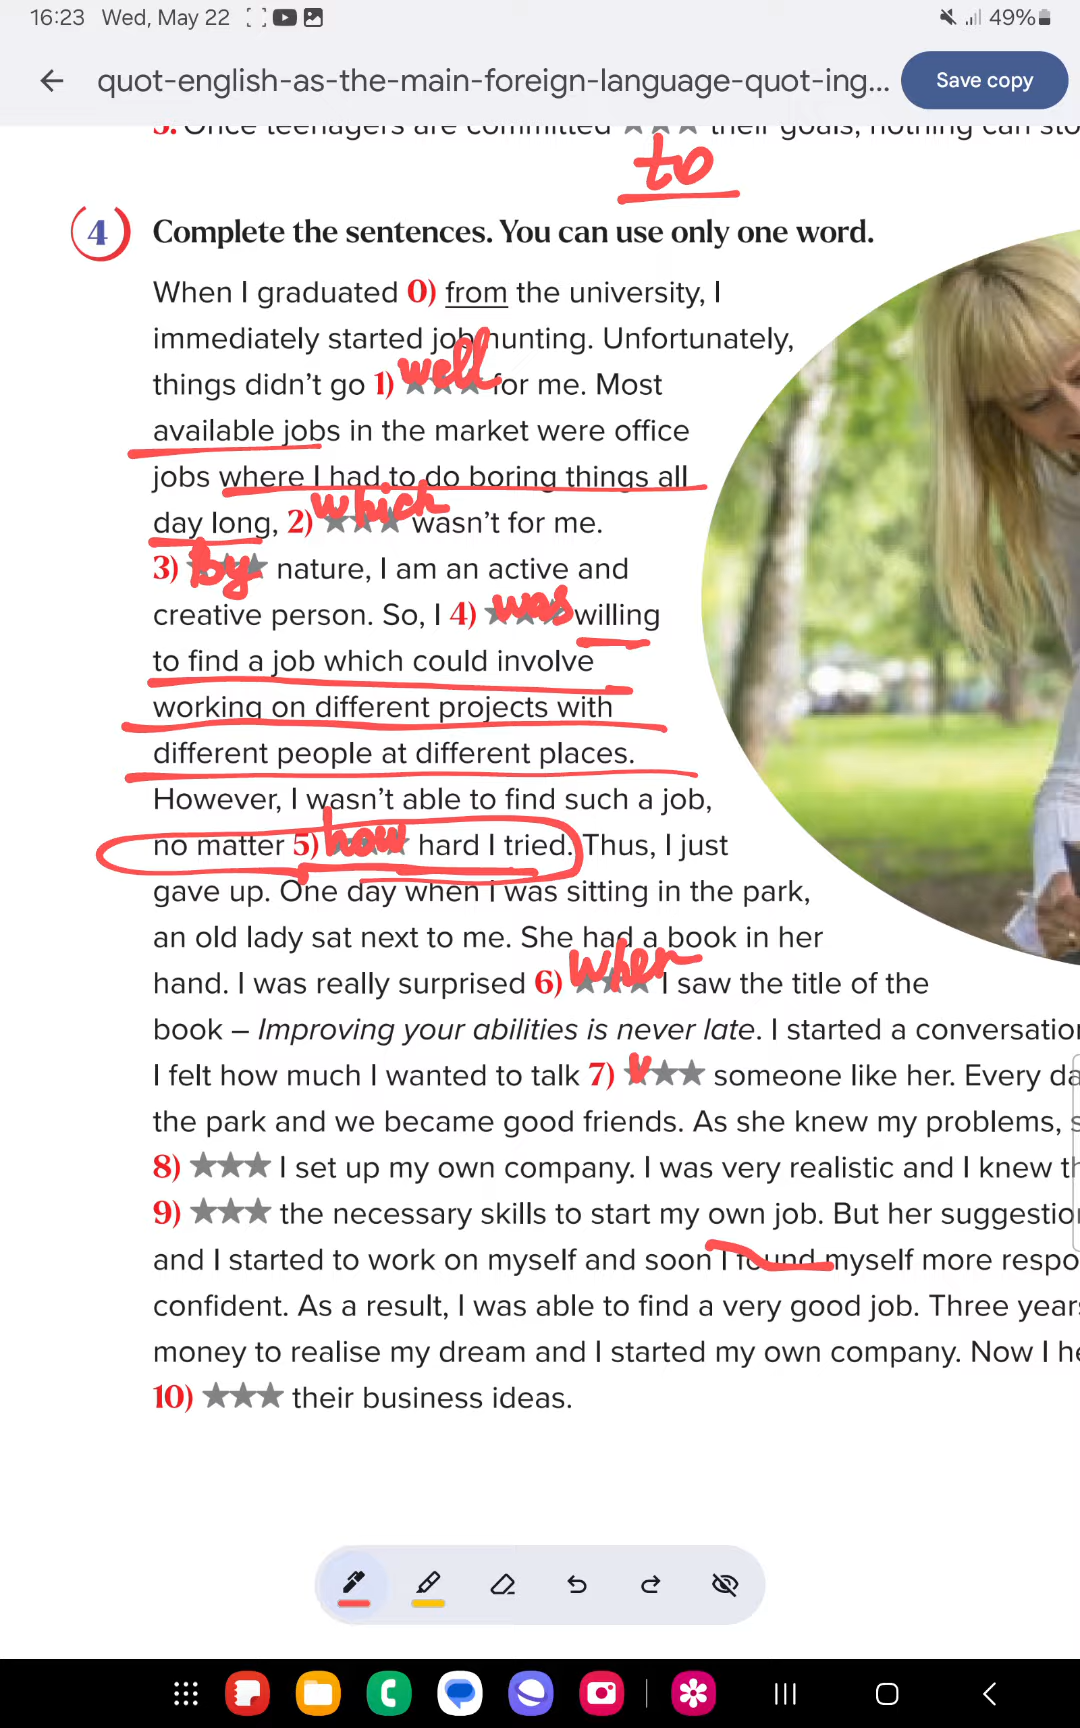 16:23 Wed, May 22 49%
quot-english-as-the-main-foreign-language-quot-ing... Save copy
5. Once teenagers are committed ★★★ their goals, nothing can sto
to
4 Complete the sentences. You can use only one word.
When I graduated 0) from the university, I
immediately started job hunting. Unfortunately,
things didn't go 1) well for me. Most
available jobs in the market were office
jobs where I had to do boring things all
day long, 2) which wasn't for me.
3) By nature, I am an active and
creative person. So, I 4) was willing
to find a job which could involve
working on different projects with
different people at different places.
However, I wasn't able to find such a job,
no matter 5) how hard I tried. Thus, I just
gave up. One day when I was sitting in the park,
an old lady sat next to me. She had a book in her
hand. I was really surprised 6) when I saw the title of the
book – Improving your abilities is never late. I started a conversation
I felt how much I wanted to talk 7) ★★★ someone like her. Every da
the park and we became good friends. As she knew my problems, s
8) ★★★ I set up my own company. I was very realistic and I knew th
9) ★★★ the necessary skills to start my own job. But her suggestion
and I started to work on myself and soon I found myself more respo
confident. As a result, I was able to find a very good job. Three years
money to realise my dream and I started my own company. Now I he
10) ★★★ their business ideas.